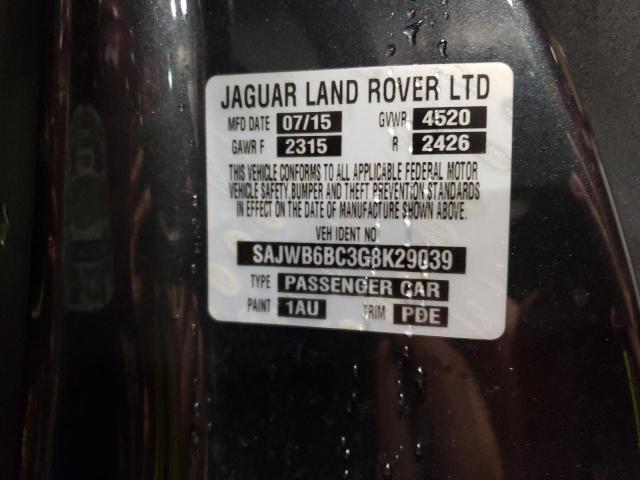 JAGUAR LAND ROVER LTD
MFD DATE 07/15 GVWR 4520
GAWR F 2315 R 2426
THIS VEHICLE CONFORMS TO ALL APPLICABLE FEDERAL MOTOR
VEHICLE SAFETY, BUMPER AND THEFT PREVENTION STANDARDS
IN EFFECT ON THE DATE OF MANUFACTURE SHOWN ABOVE.
VEH IDENT NO
SAJWB6BC3G8K29039
TYPE PASSENGER CAR
PAINT 1AU TRIM PDE